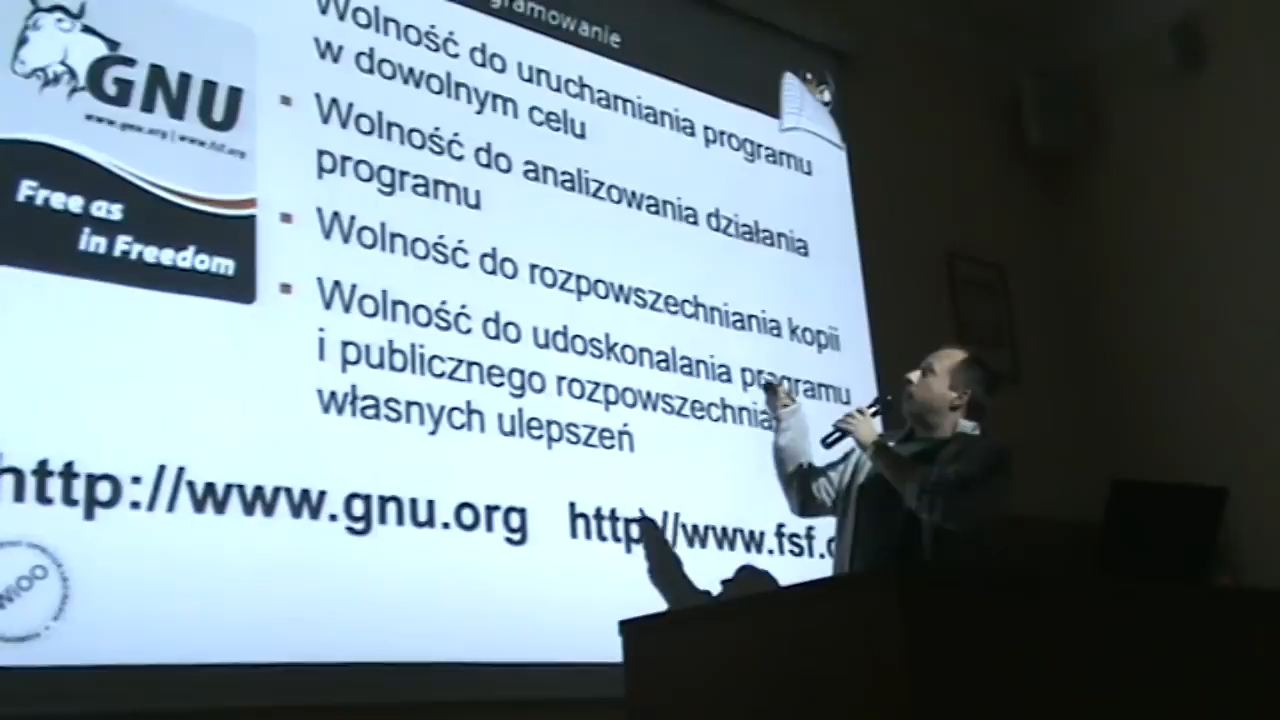 gramowanie
GNU
www.gnu.org | www.fsf.org
Free as
in Freedom
Wolność do uruchamiania programu
w dowolnym celu
Wolność do analizowania działania
programu
Wolność do rozpowszechniania kopii
Wolność do udoskonalania programu
i publicznego rozpowszechnia
własnych ulepszeń
http://www.gnu.org http://www.fsf.o
WiOO